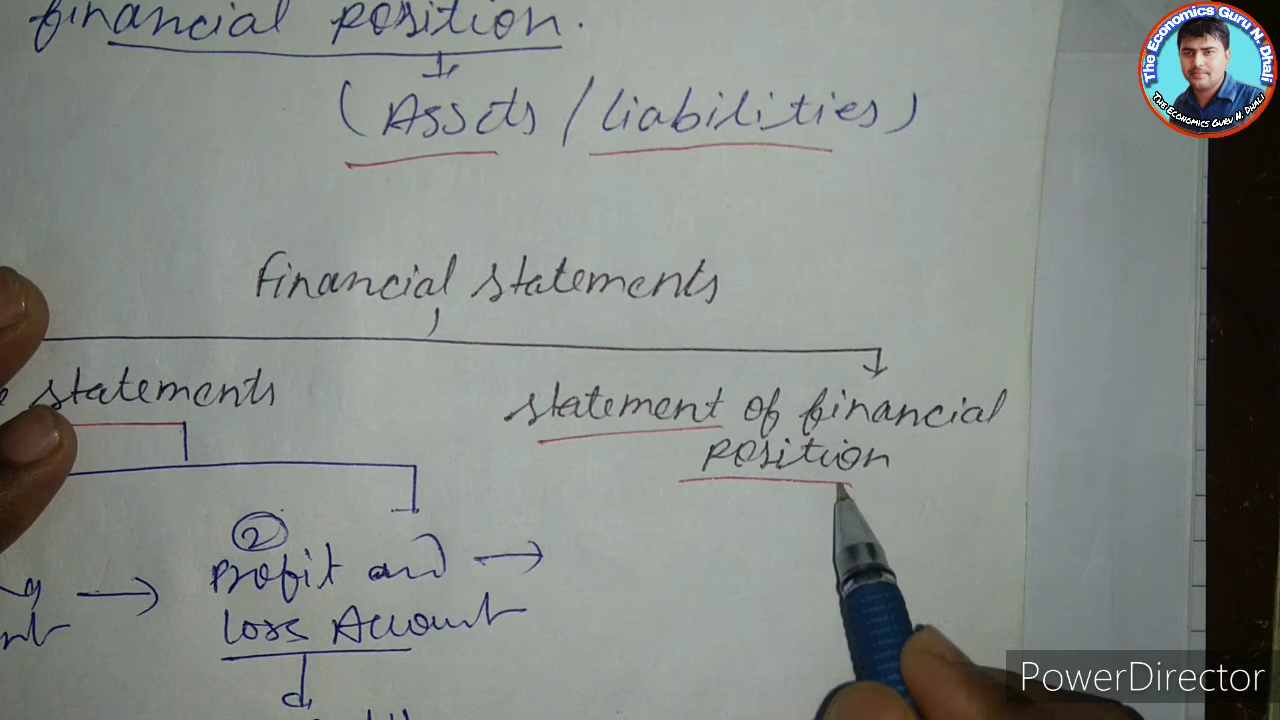 financial position.
(Assets / liabilities)
financial statements
statements
statement of financial
position
②
Profit and →
→
loss Account
The Economics Guru N. Dhali
The Economics Guru N. Dhali
PowerDirector